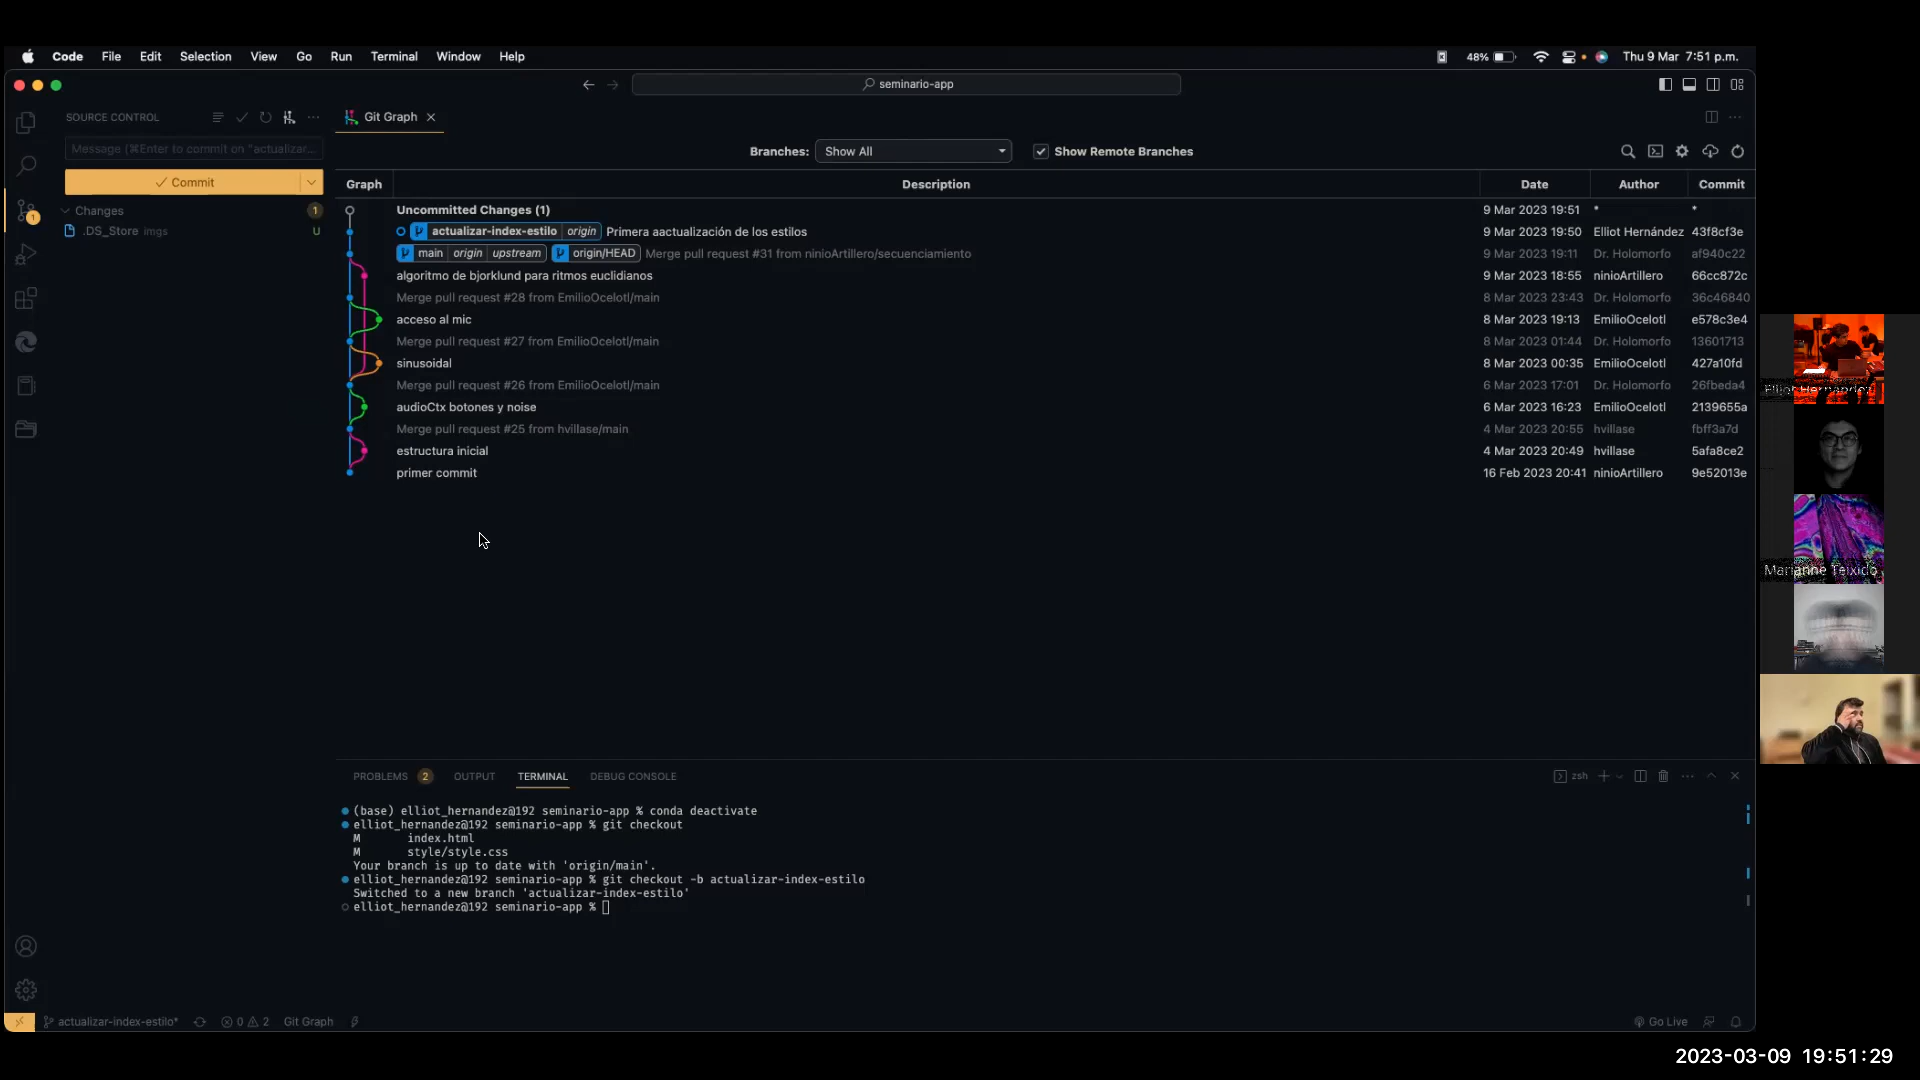 Code File Edit Selection View Go Run Terminal Window Help 48% Thu 9 Mar 7:51 p.m.
seminario-app
SOURCE CONTROL
Git Graph
Message (⌘Enter to commit on "actualizar...
Branches: Show All Show Remote Branches
Commit
Graph Description Date Author Commit
Changes 1
.DS_Store imgs U
1
Uncommitted Changes (1) 9 Mar 2023 19:51 * *
actualizar-index-estilo origin Primera aactualización de los estilos 9 Mar 2023 19:50 Elliot Hernández 43f8cf3e
main origin upstream origin/HEAD Merge pull request #31 from ninioArtillero/secuenciamiento 9 Mar 2023 19:11 Dr. Holomorfo af940c22
algoritmo de bjorklund para ritmos euclidianos 9 Mar 2023 18:55 ninioArtillero 66cc872c
Merge pull request #28 from EmilioOcelotl/main 8 Mar 2023 23:43 Dr. Holomorfo 36c46840
acceso al mic 8 Mar 2023 19:13 EmilioOcelotl e578c3e4
Merge pull request #27 from EmilioOcelotl/main 8 Mar 2023 01:44 Dr. Holomorfo 13601713
sinusoidal 8 Mar 2023 00:35 EmilioOcelotl 427a10fd
Merge pull request #26 from EmilioOcelotl/main 6 Mar 2023 17:01 Dr. Holomorfo 26fbeda4
audioCtx botones y noise 6 Mar 2023 16:23 EmilioOcelotl 2139655a
Merge pull request #25 from hvillase/main 4 Mar 2023 20:55 hvillase fbff3a7d
estructura inicial 4 Mar 2023 20:49 hvillase 5afa8ce2
primer commit 16 Feb 2023 20:41 ninioArtillero 9e52013e
Elliot Hernández
Marianne Teixido
PROBLEMS 2 OUTPUT TERMINAL DEBUG CONSOLE zsh
(base) elliot_hernandez@192 seminario-app % conda deactivate
elliot_hernandez@192 seminario-app % git checkout
M index.html
M style/style.css
Your branch is up to date with 'origin/main'.
elliot_hernandez@192 seminario-app % git checkout -b actualizar-index-estilo
Switched to a new branch 'actualizar-index-estilo'
elliot_hernandez@192 seminario-app %
actualizar-index-estilo* 0 2 Git Graph Go Live
2023-03-09 19:51:29